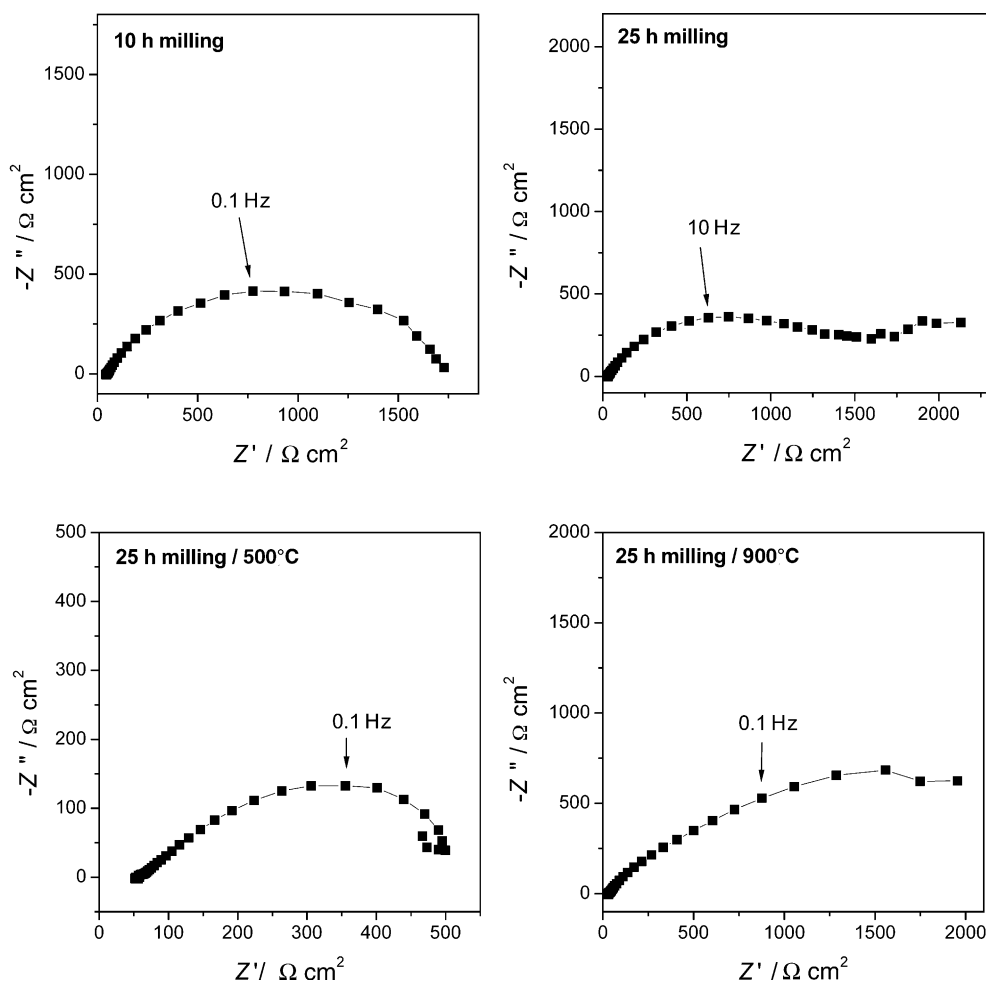 10 h milling
1500
1000
500
0
-Z " / Ω cm²
0.1 Hz
0 500 1000 1500
Z' / Ω cm²
25 h milling
2000
1500
1000
500
0
-Z " / Ω cm²
10 Hz
0 500 1000 1500 2000
Z' / Ω cm²
25 h milling / 500°C
500
400
300
200
100
0
-Z " / Ω cm²
0.1 Hz
0 100 200 300 400 500
Z'/ Ω cm²
25 h milling / 900°C
2000
1500
1000
500
0
-Z " / Ω cm²
0.1 Hz
0 500 1000 1500 2000
Z' / Ω cm²